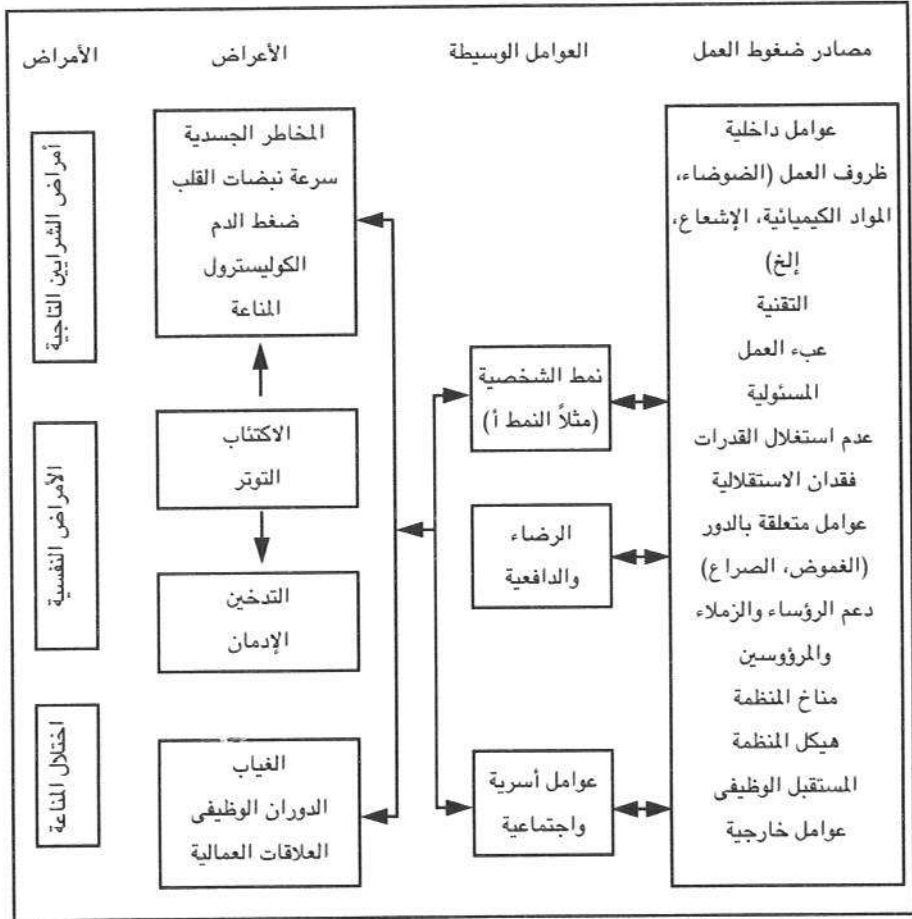 مصادر ضغوط العمل
عوامل داخلية
ظروف العمل (الضوضاء،
المواد الكيميائية، الإشعاع،
إلخ)
التقنية
عبء العمل
المسئولية
عدم استغلال القدرات
فقدان الاستقلالية
عوامل متعلقة بالدور
(الغموض، الصراع)
دعم الرؤساء والزملاء
والمرؤوسين
مناخ المنظمة
هيكل المنظمة
المستقبل الوظيفى
عوامل خارجية
العوامل الوسيطة
نمط الشخصية
(مثلاً النمط أ)
الرضاء
والدافعية
عوامل أسرية
واجتماعية
الأعراض
المخاطر الجسدية
سرعة نبضات القلب
ضغط الدم
الكوليسترول
المناعة
الاكتئاب
التوتر
التدخين
الإدمان
الغياب
الدوران الوظيفى
العلاقات العمالية
الأمراض
أمراض الشرايين التاجية
الأمراض النفسية
اختلال المناعة